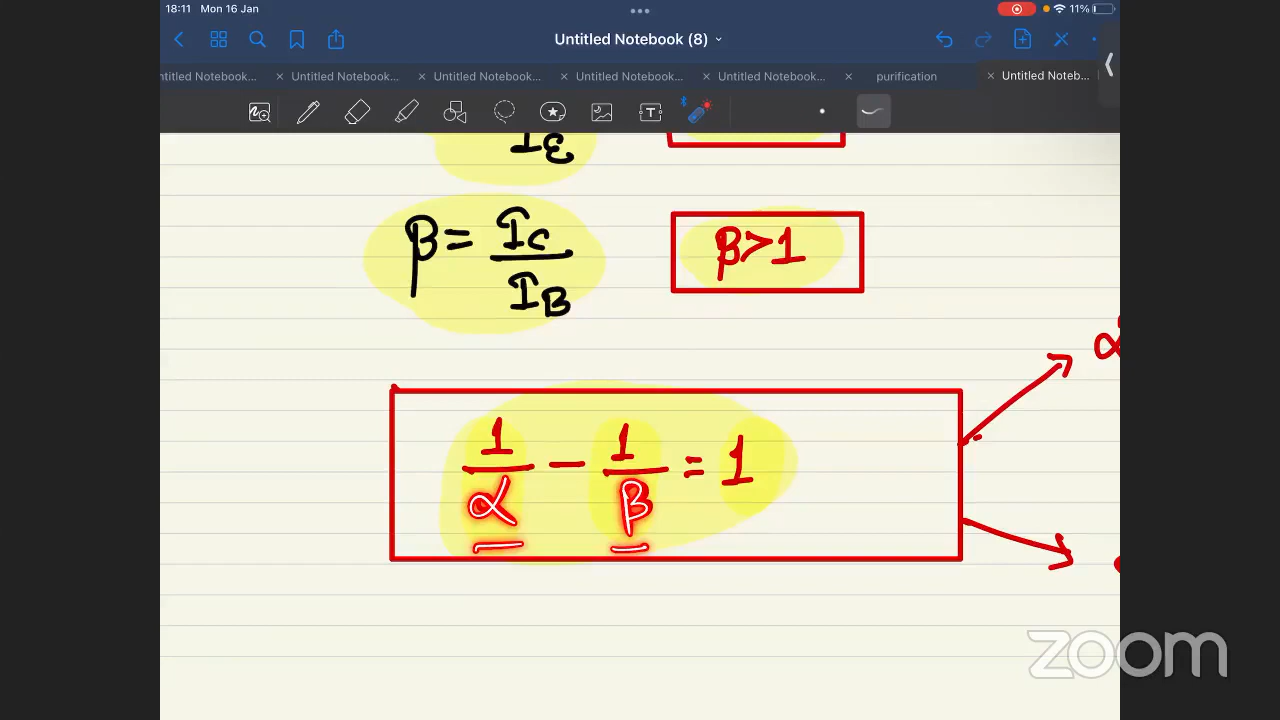 18:11 Mon 16 Jan
11%
Untitled Notebook (8)
ntitled Notebook... Untitled Notebook... Untitled Notebook... Untitled Notebook... Untitled Notebook... purification Untitled Noteb...
I_E
β = I_C / I_B
β > 1
α
1/α − 1/β = 1
zoom